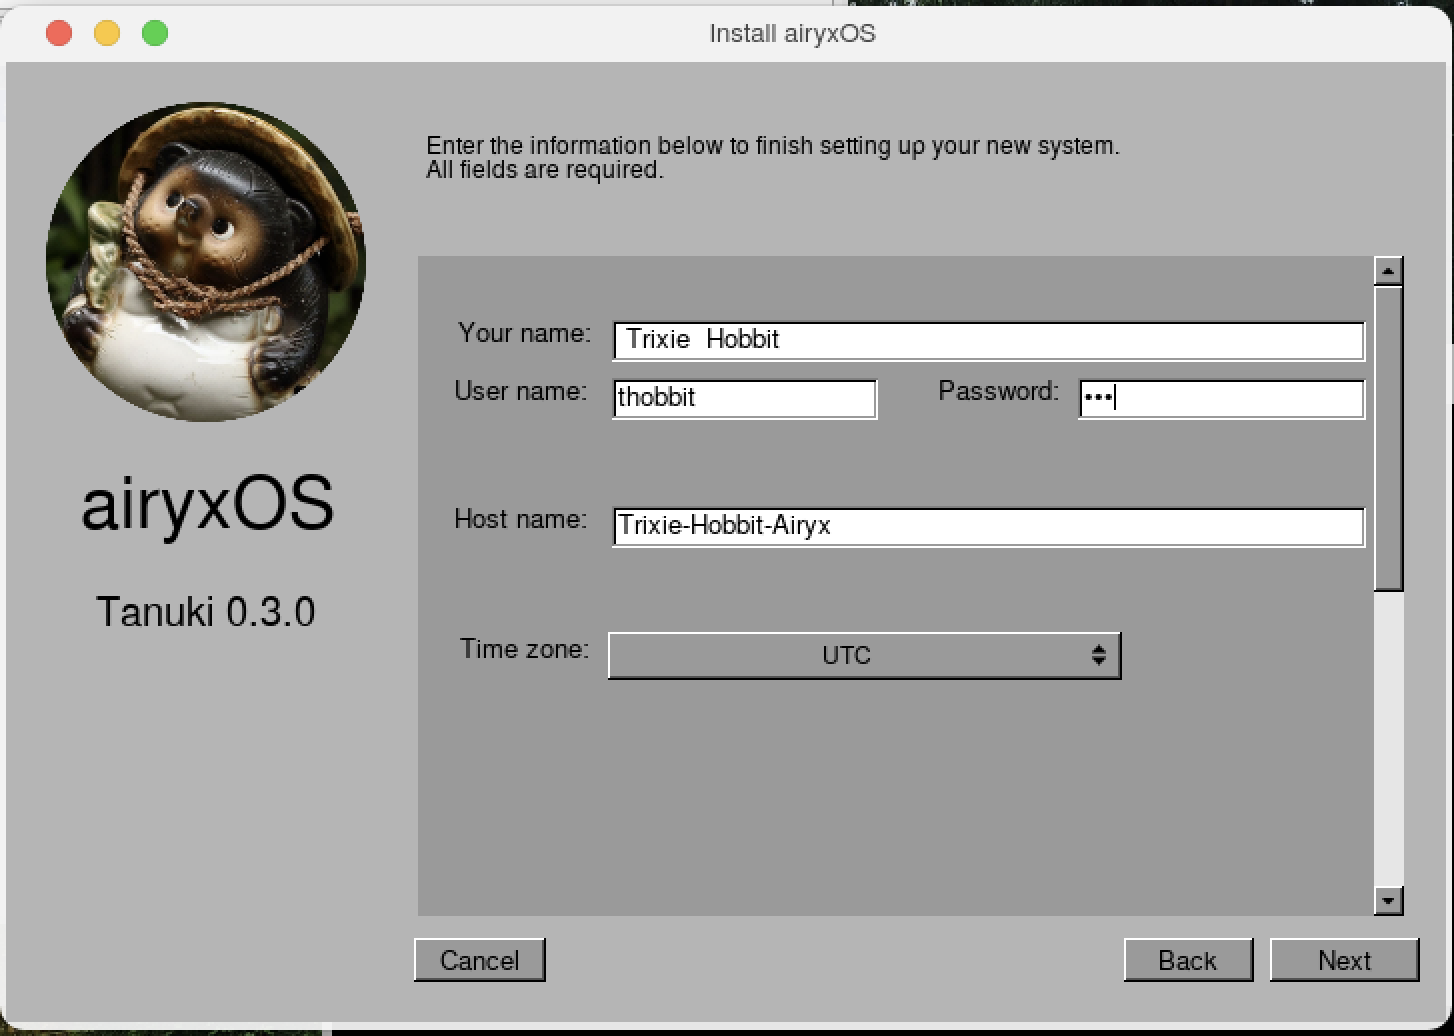 Install airyxOS
Enter the information below to finish setting up your new system.
All fields are required.
Your name: Trixie  Hobbit
User name: thobbit Password: •••
airyxOS
Host name: Trixie-Hobbit-Airyx
Tanuki 0.3.0
Time zone: UTC
Cancel Back Next